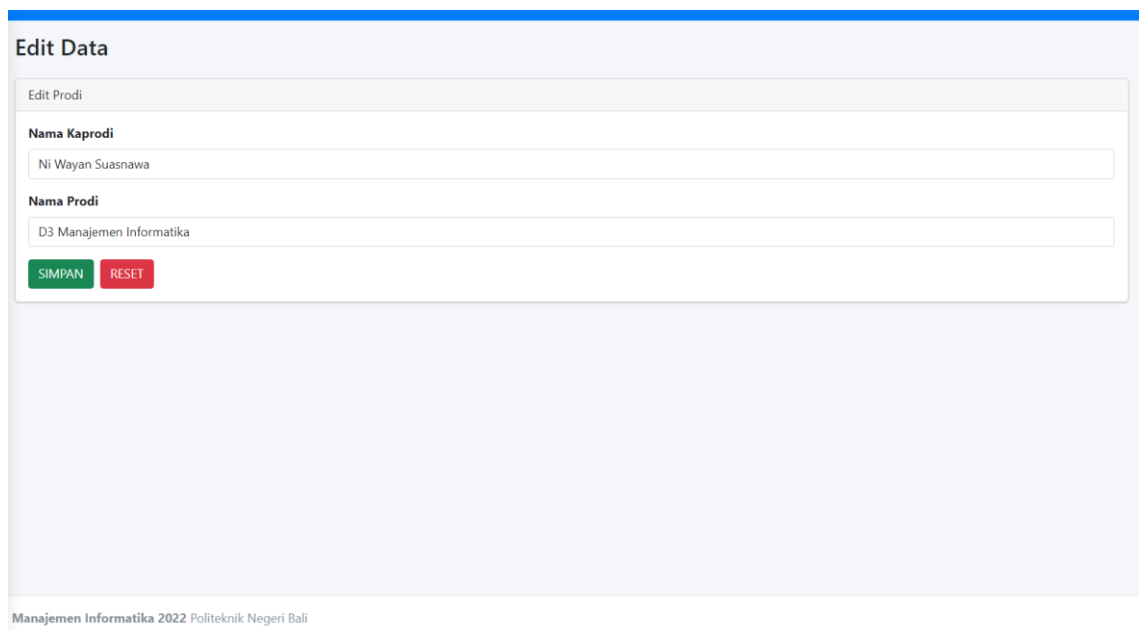 Edit Data
Edit Prodi
Nama Kaprodi
Ni Wayan Suasnawa
Nama Prodi
D3 Manajemen Informatika
SIMPAN RESET
Manajemen Informatika 2022 Politeknik Negeri Bali